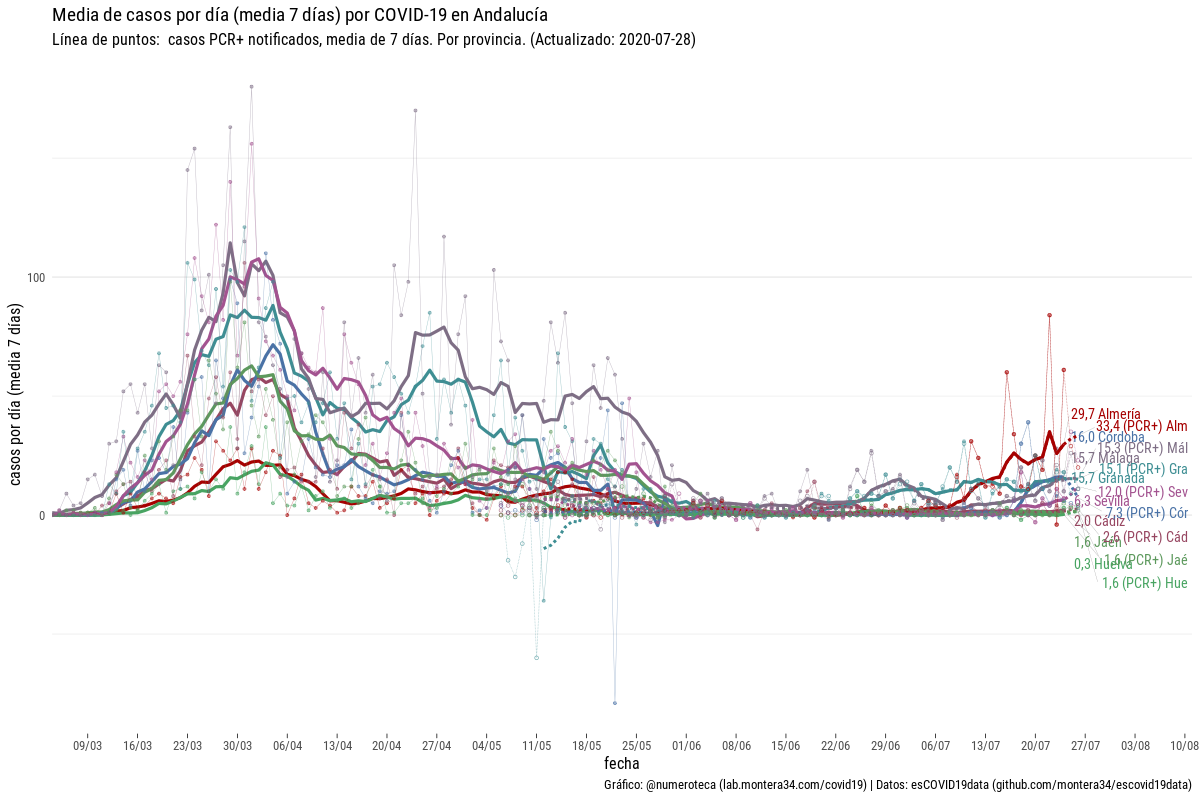 Media de casos por día (media 7 días) por COVID-19 en Andalucía
Línea de puntos:  casos PCR+ notificados, media de 7 días. Por provincia. (Actualizado: 2020-07-28)
casos por día (media 7 días)
100
0
29,7 Almería
33,4 (PCR+) Alm
16,0 Córdoba
15,3 (PCR+) Mál
15,7 Málaga
15,1 (PCR+) Gra
15,7 Granada
12,0 (PCR+) Sev
Sevilla
7,3 (PCR+) Cór
2,0 Cádiz
2,6 (PCR+) Cád
1,6 Jaén
1,6 (PCR+) Jaé
0,3 Huelva
1,6 (PCR+) Hue
09/03 16/03 23/03 30/03 06/04 13/04 20/04 27/04 04/05 11/05 18/05 25/05 01/06 08/06 15/06 22/06 29/06 06/07 13/07 20/07 27/07 03/08 10/08
fecha
Gráfico: @numeroteca (lab.montera34.com/covid19) | Datos: esCOVID19data (github.com/montera34/escovid19data)